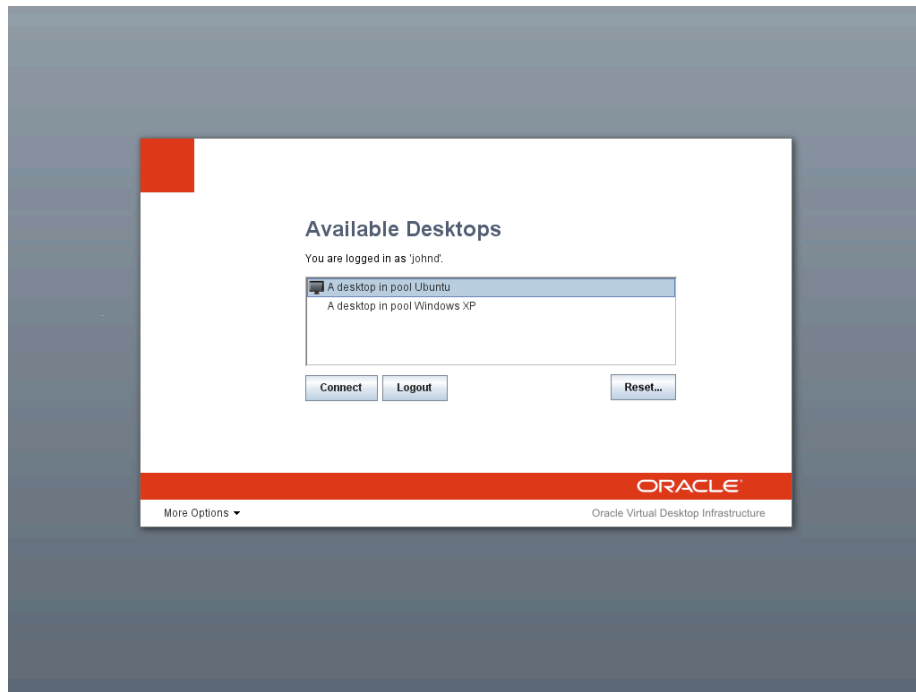 Available Desktops
You are logged in as 'johnd'.
A desktop in pool Ubuntu
A desktop in pool Windows XP
Connect Logout Reset...
ORACLE
More Options Oracle Virtual Desktop Infrastructure